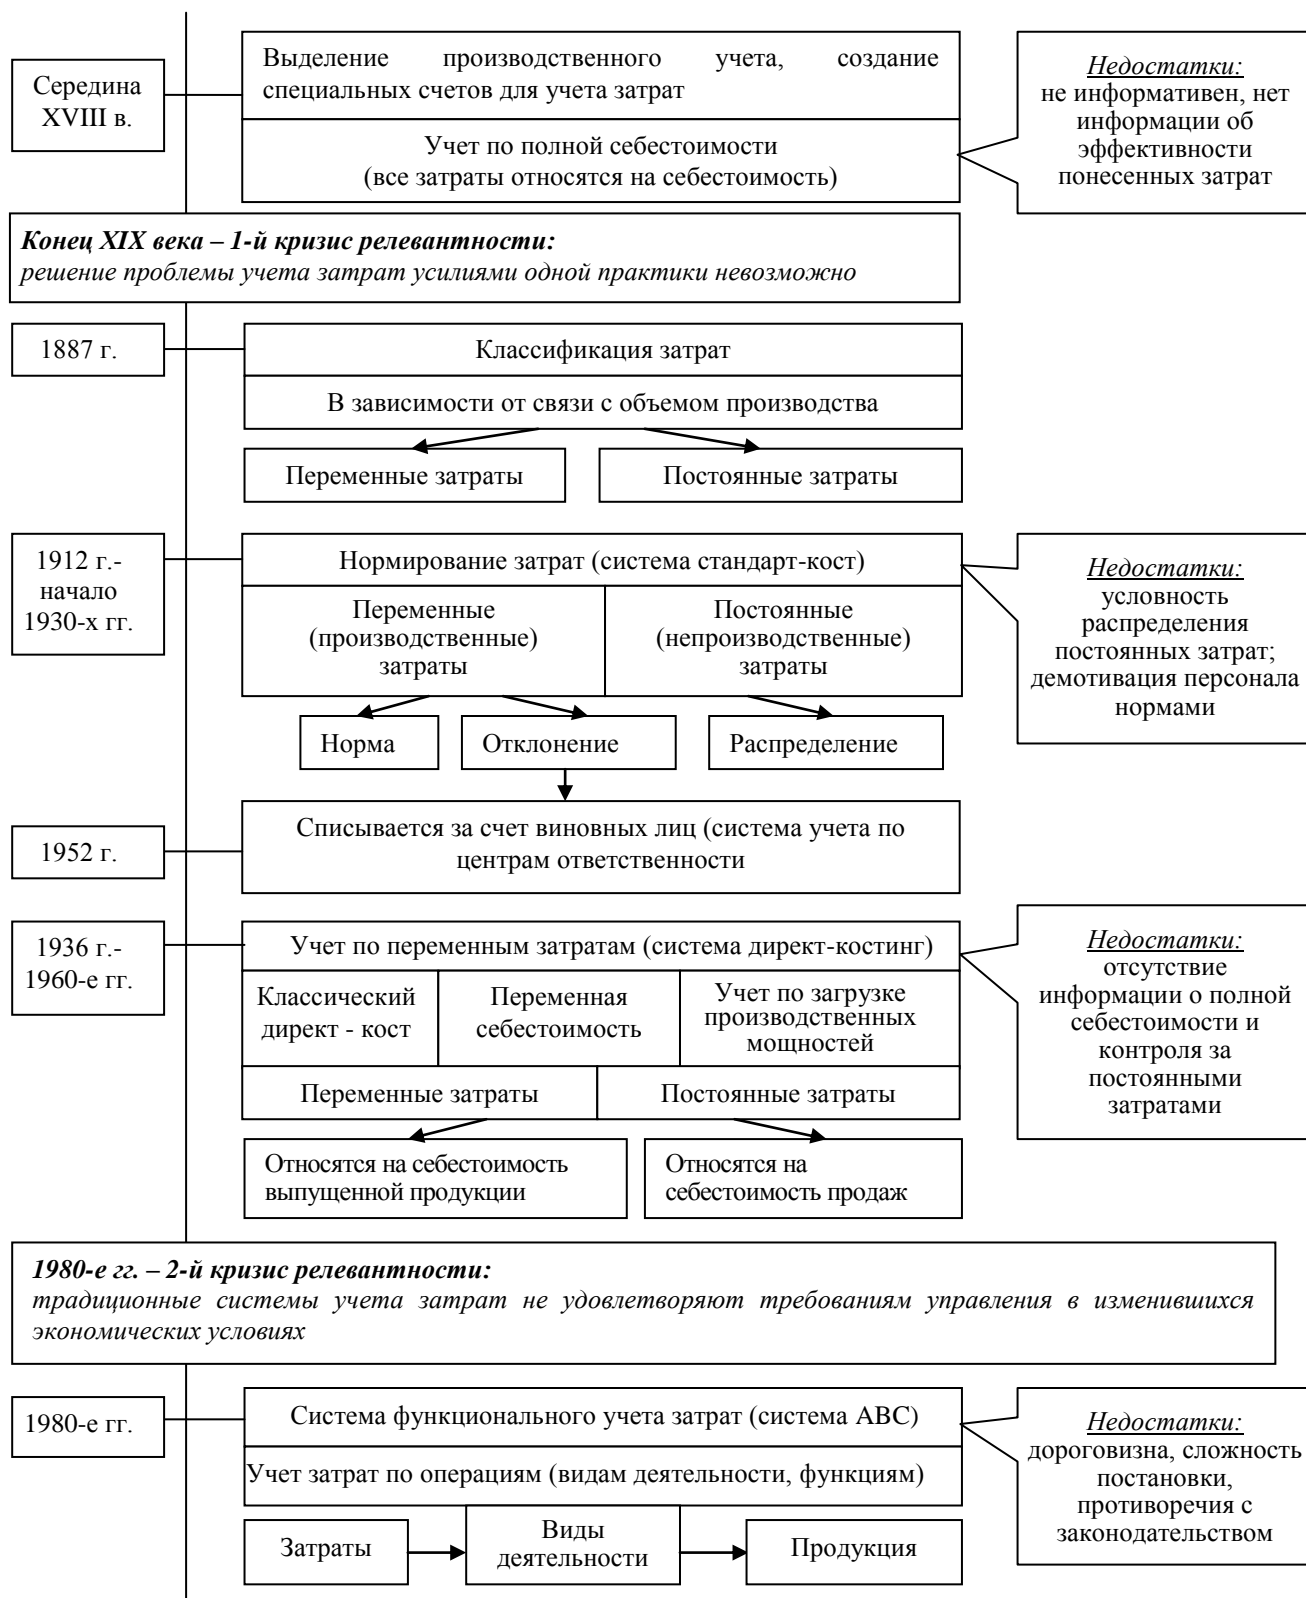 Середина
XVIII в.
Выделение производственного учета, создание
специальных счетов для учета затрат
Учет по полной себестоимости
(все затраты относятся на себестоимость)
Недостатки:
не информативен, нет
информации об
эффективности
понесенных затрат
Конец XIX века – 1-й кризис релевантности:
решение проблемы учета затрат усилиями одной практики невозможно
1887 г.
Классификация затрат
В зависимости от связи с объемом производства
Переменные затраты
Постоянные затраты
1912 г.-
начало
1930-х гг.
Нормирование затрат (система стандарт-кост)
Переменные
(производственные)
затраты
Постоянные
(непроизводственные)
затраты
Норма
Отклонение
Распределение
Недостатки:
условность
распределения
постоянных затрат;
демотивация персонала
нормами
1952 г.
Списывается за счет виновных лиц (система учета по
центрам ответственности
1936 г.-
1960-е гг.
Учет по переменным затратам (система директ-костинг)
Классический
директ - кост
Переменная
себестоимость
Учет по загрузке
производственных
мощностей
Переменные затраты
Постоянные затраты
Относятся на себестоимость
выпущенной продукции
Относятся на
себестоимость продаж
Недостатки:
отсутствие
информации о полной
себестоимости и
контроля за
постоянными
затратами
1980-е гг. – 2-й кризис релевантности:
традиционные системы учета затрат не удовлетворяют требованиям управления в изменившихся
экономических условиях
1980-е гг.
Система функционального учета затрат (система АВС)
Учет затрат по операциям (видам деятельности, функциям)
Затраты
Виды
деятельности
Продукция
Недостатки:
дороговизна, сложность
постановки,
противоречия с
законодательством